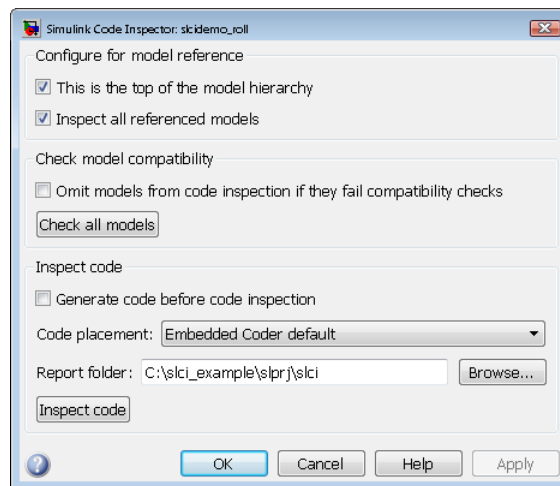 Simulink Code Inspector: slcidemo_roll
Configure for model reference
This is the top of the model hierarchy
Inspect all referenced models
Check model compatibility
Omit models from code inspection if they fail compatibility checks
Check all models
Inspect code
Generate code before code inspection
Code placement: Embedded Coder default
Report folder: C:\slci_example\slprj\slci Browse...
Inspect code
OK Cancel Help Apply